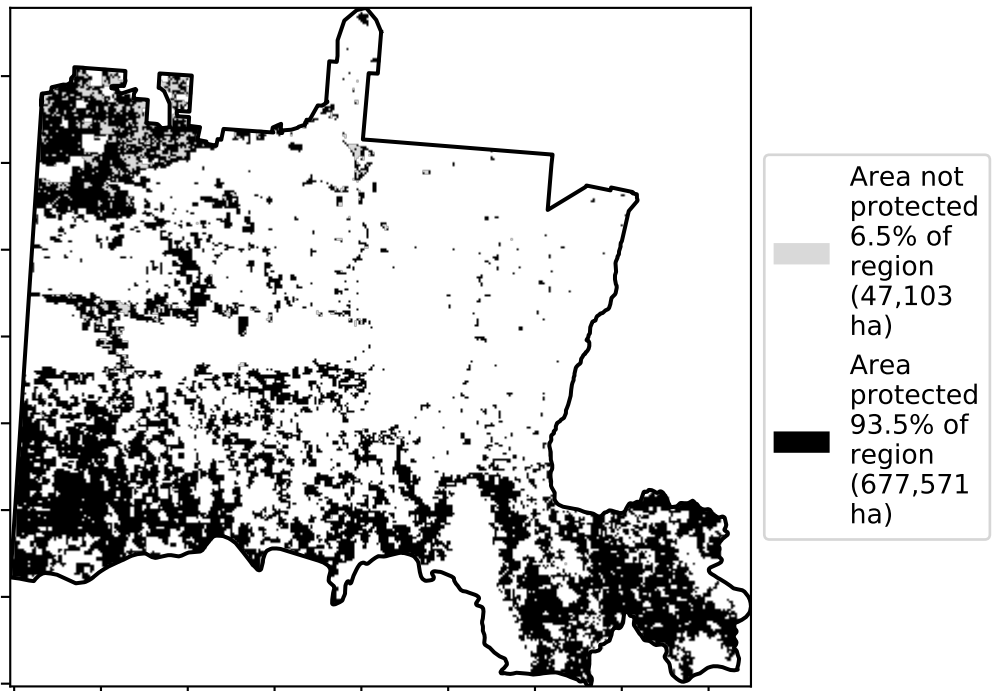 Area not
protected
6.5% of
region
(47,103
ha)
Area
protected
93.5% of
region
(677,571
ha)